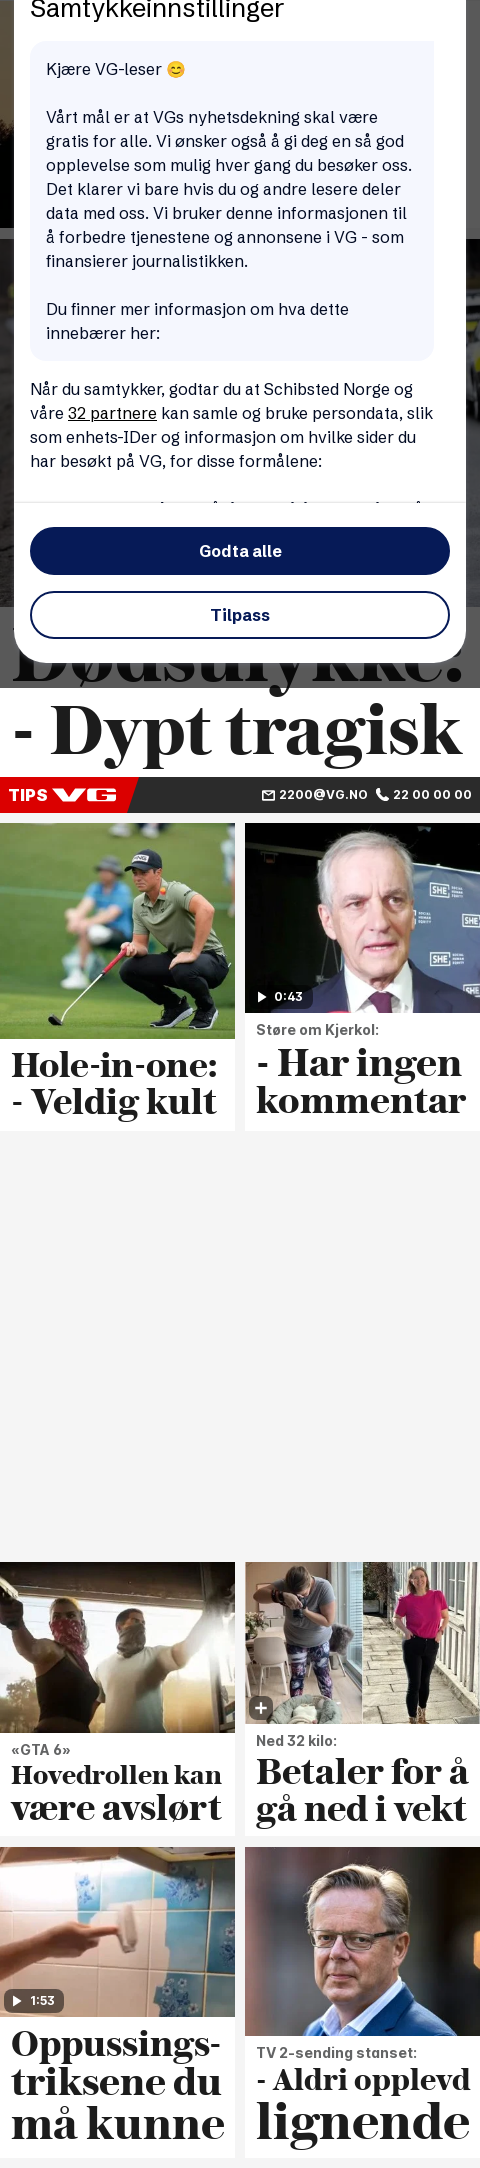 Samtykkeinnstillinger
Kjære VG-leser 😊
Vårt mål er at VGs nyhetsdekning skal være
gratis for alle. Vi ønsker også å gi deg en så god
opplevelse som mulig hver gang du besøker oss.
Det klarer vi bare hvis du og andre lesere deler
data med oss. Vi bruker denne informasjonen til
å forbedre tjenestene og annonsene i VG - som
finansierer journalistikken.
Du finner mer informasjon om hva dette
innebærer her:
Når du samtykker, godtar du at Schibsted Norge og
våre 32 partnere kan samle og bruke persondata, slik
som enhets-IDer og informasjon om hvilke sider du
har besøkt på VG, for disse formålene:
Godta alle
Tilpass
Dødsulykke:
- Dypt tragisk
TIPS VG
2200@VG.NO 22 00 00 00
SHE
0:43
Hole-in-one:
- Veldig kult
Støre om Kjerkol:
- Har ingen
kommentar
«GTA 6»
Hovedrollen kan
være avslørt
Ned 32 kilo:
Betaler for å
gå ned i vekt
1:53
Oppussings-
triksene du
må kunne
TV 2-sending stanset:
- Aldri opplevd
lignende